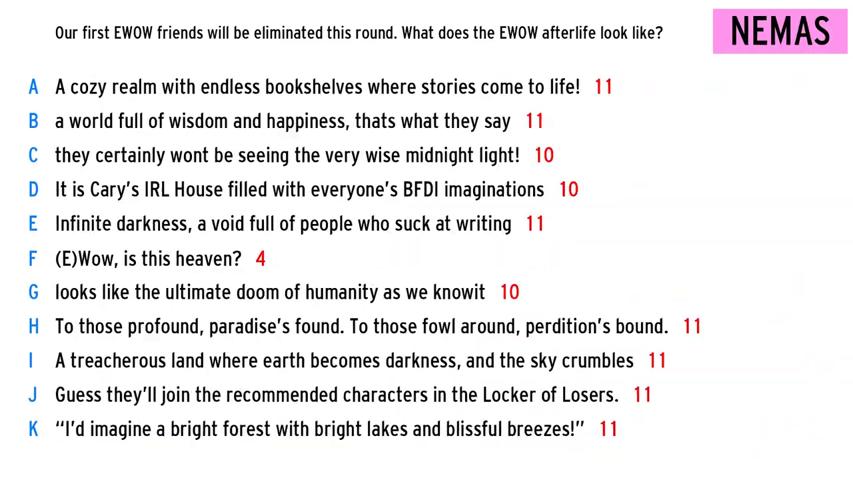 Our first EWOW friends will be eliminated this round. What does the EWOW afterlife look like?
NEMAS
A A cozy realm with endless bookshelves where stories come to life! 11
B a world full of wisdom and happiness, thats what they say 11
C they certainly wont be seeing the very wise midnight light! 10
D It is Cary's IRL House filled with everyone's BFDI imaginations 10
E Infinite darkness, a void full of people who suck at writing 11
F (E)Wow, is this heaven? 4
G looks like the ultimate doom of humanity as we knowit 10
H To those profound, paradise's found. To those fowl around, perdition's bound. 11
I A treacherous land where earth becomes darkness, and the sky crumbles 11
J Guess they'll join the recommended characters in the Locker of Losers. 11
K “I'd imagine a bright forest with bright lakes and blissful breezes!” 11